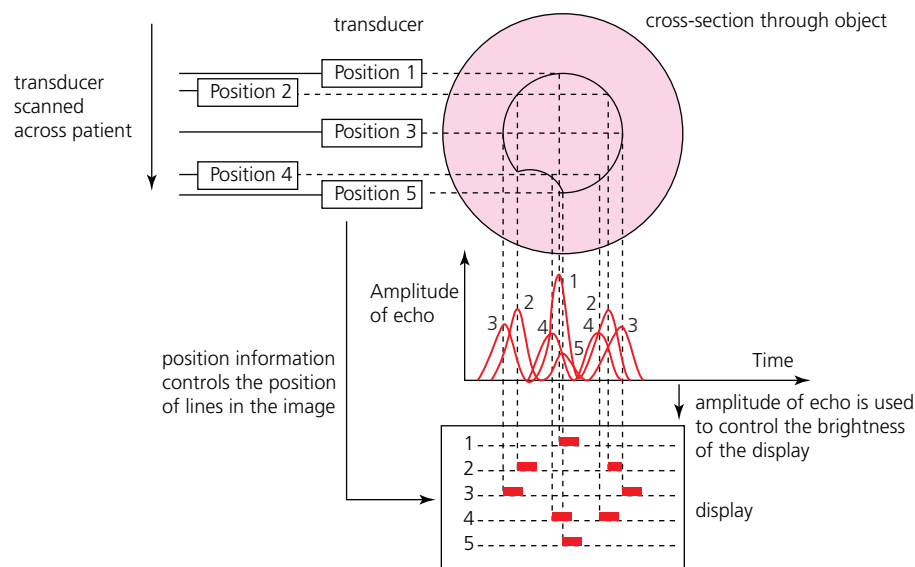 transducer
cross-section through object
transducer
scanned
across patient
Position 1
Position 2
Position 3
Position 4
Position 5
Amplitude
of echo
1
2
2
3
4
4
3
5
Time
position information
controls the position
of lines in the image
amplitude of echo is used
to control the brightness
of the display
1
2
3
4
5
display